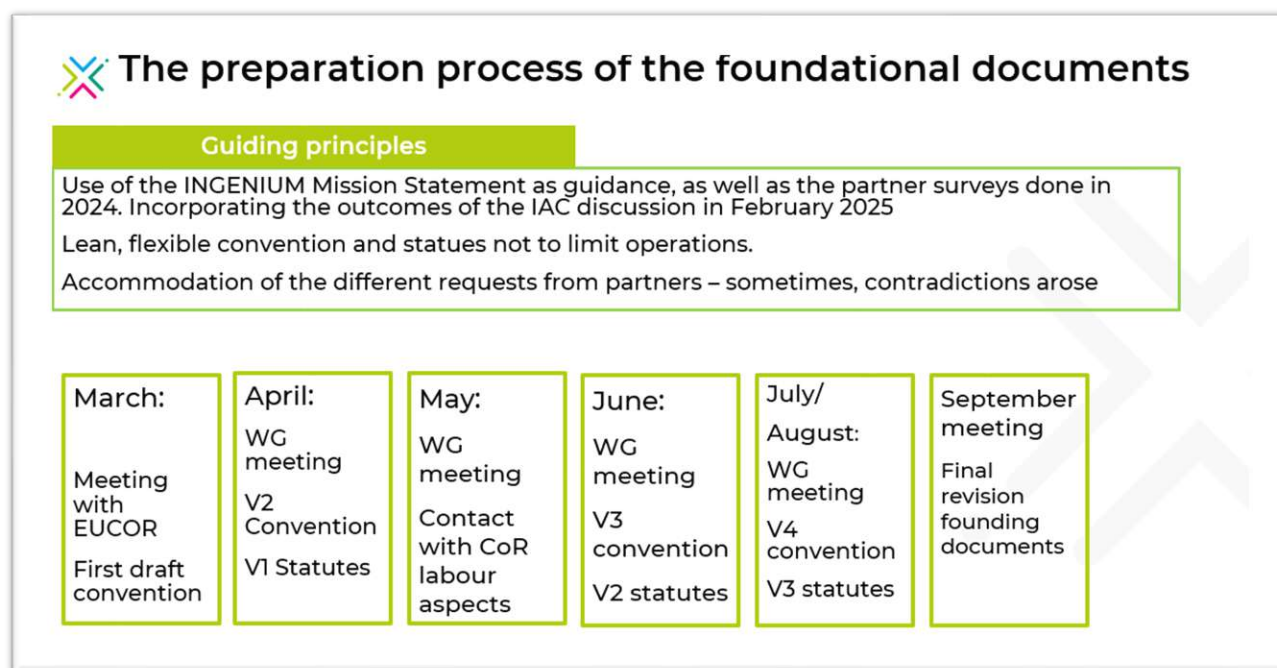 The preparation process of the foundational documents
Guiding principles
Use of the INGENIUM Mission Statement as guidance, as well as the partner surveys done in
2024. Incorporating the outcomes of the IAC discussion in February 2025
Lean, flexible convention and statues not to limit operations.
Accommodation of the different requests from partners – sometimes, contradictions arose
March:
Meeting
with
EUCOR
First draft
convention
April:
WG
meeting
V2
Convention
V1 Statutes
May:
WG
meeting
Contact
with CoR
labour
aspects
June:
WG
meeting
V3
convention
V2 statutes
July/
August:
WG
meeting
V4
convention
V3 statutes
September
meeting
Final
revision
founding
documents